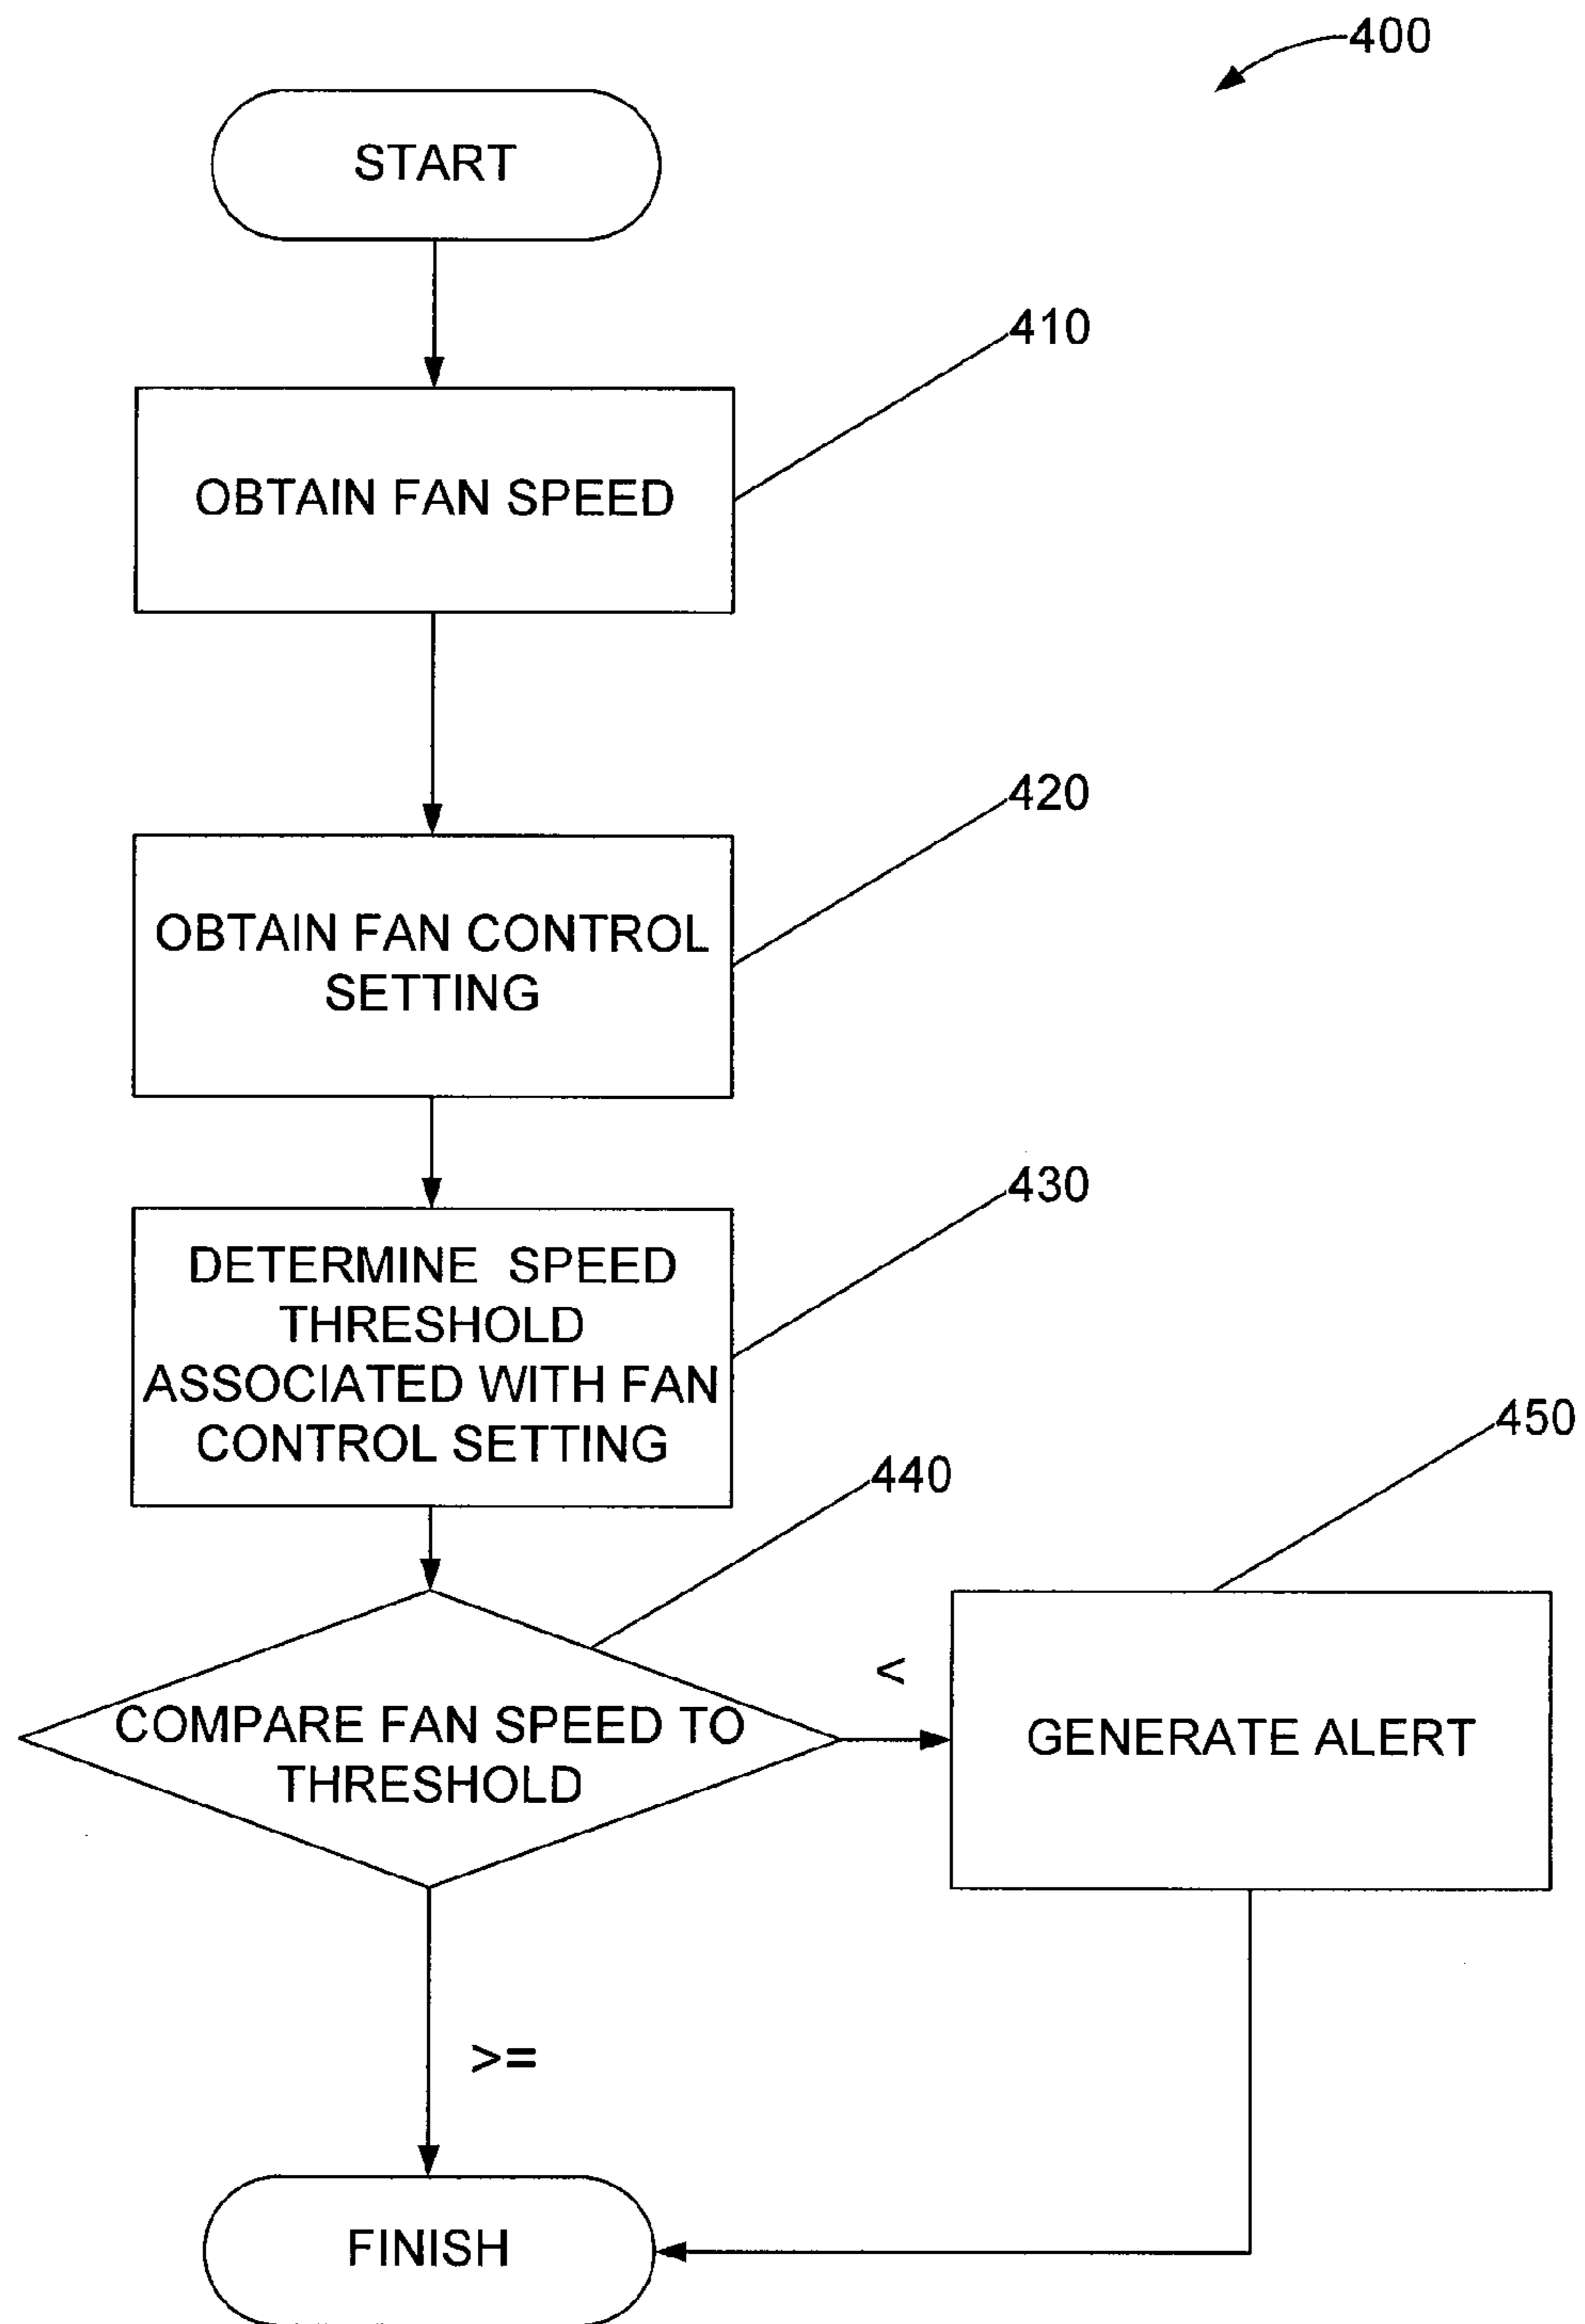 400
START
410
OBTAIN FAN SPEED
420
OBTAIN FAN CONTROL
SETTING
430
DETERMINE SPEED
THRESHOLD
ASSOCIATED WITH FAN
CONTROL SETTING
450
440
<
COMPARE FAN SPEED TO
THRESHOLD
GENERATE ALERT
>=
FINISH